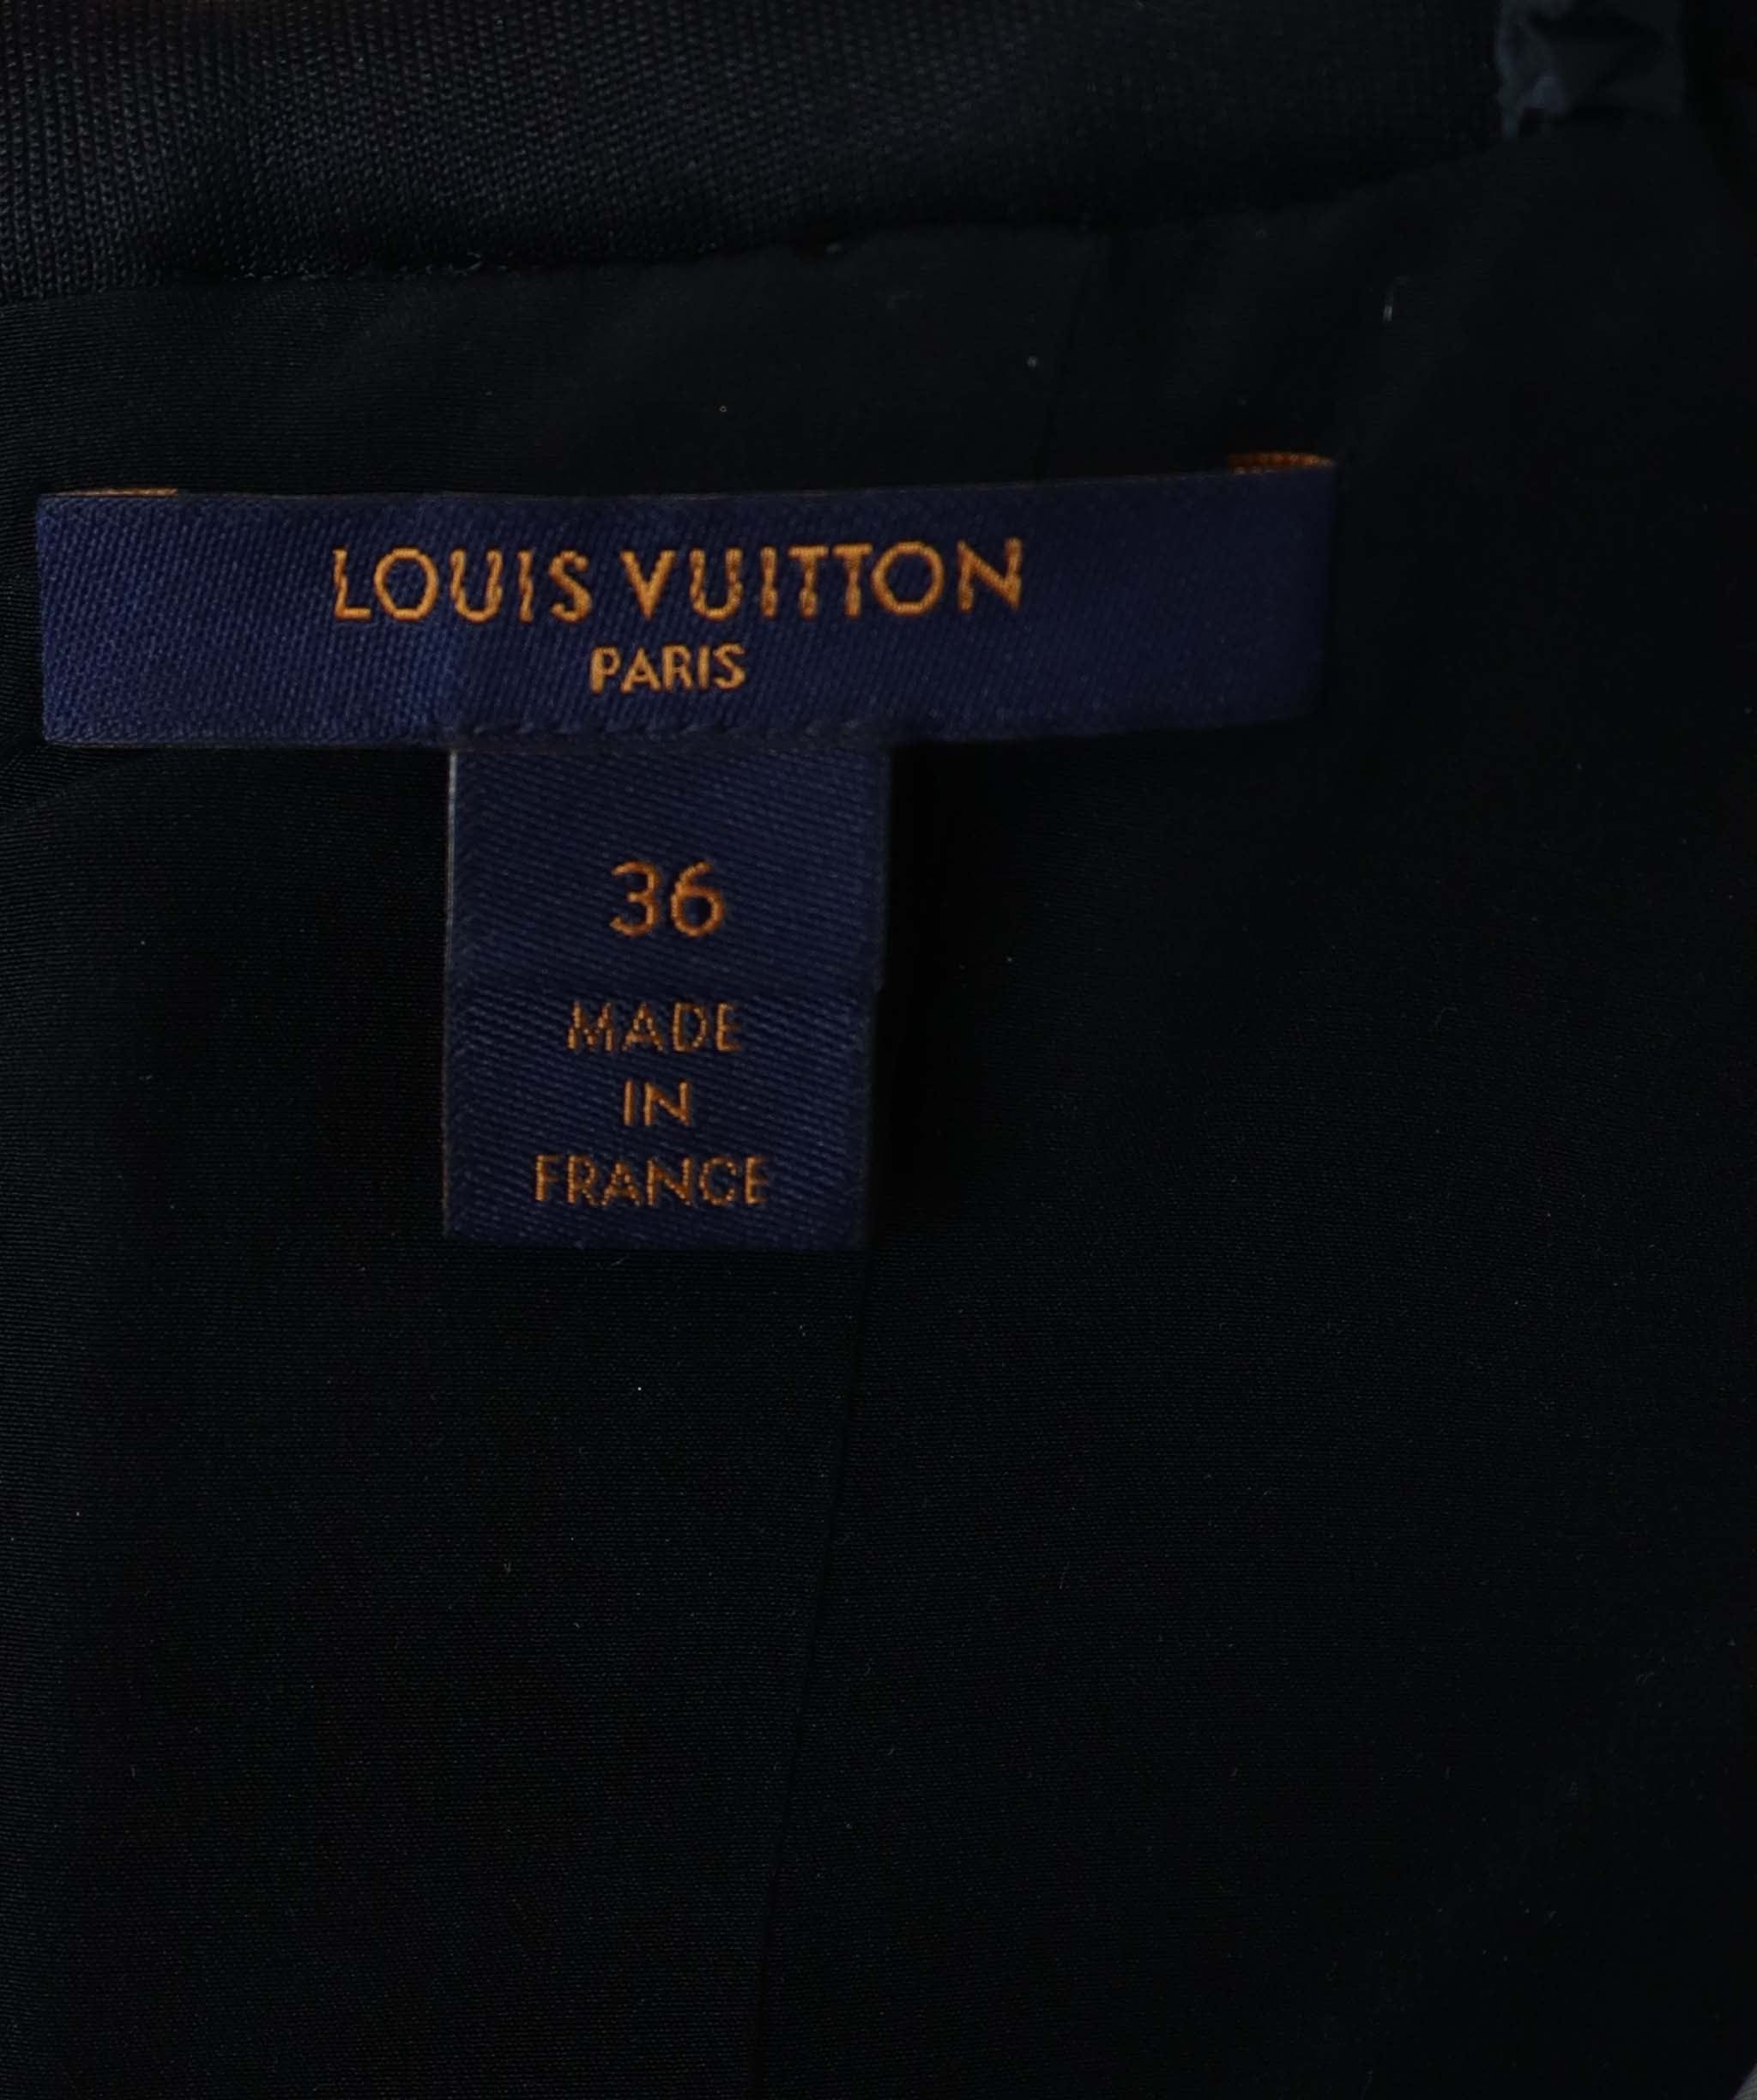 LOUIS VUITTON
PARIS
36
MADE
IN
FRANCE